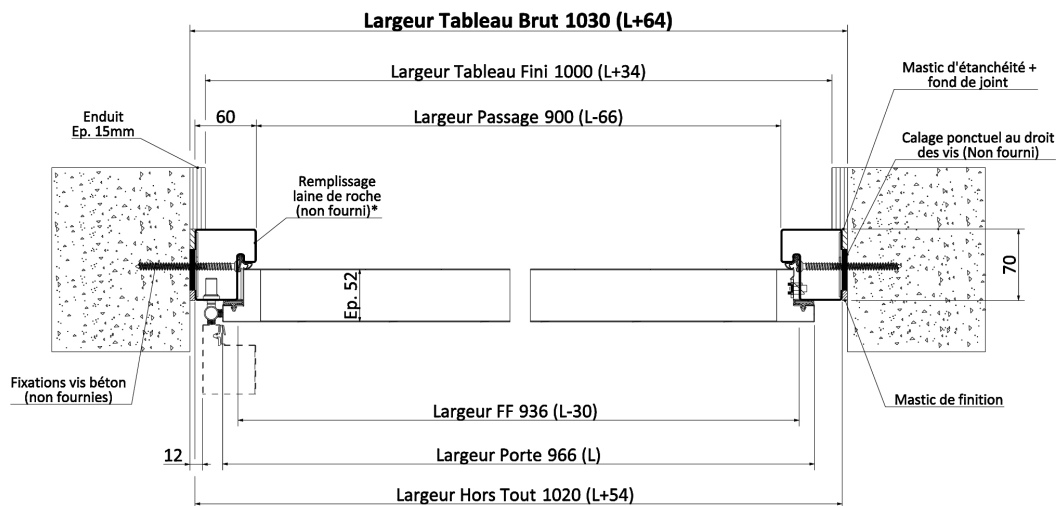 Largeur Tableau Brut 1030 (L+64)
Largeur Tableau Fini 1000 (L+34)
Mastic d'étanchéité +
fond de joint
Enduit
Ep. 15mm
60
Largeur Passage 900 (L-66)
Calage ponctuel au droit
des vis (Non fourni)
Remplissage
laine de roche
(non fourni)*
Ep. 52
70
Fixations vis béton
(non fournies)
Mastic de finition
Largeur FF 936 (L-30)
12
Largeur Porte 966 (L)
Largeur Hors Tout 1020 (L+54)